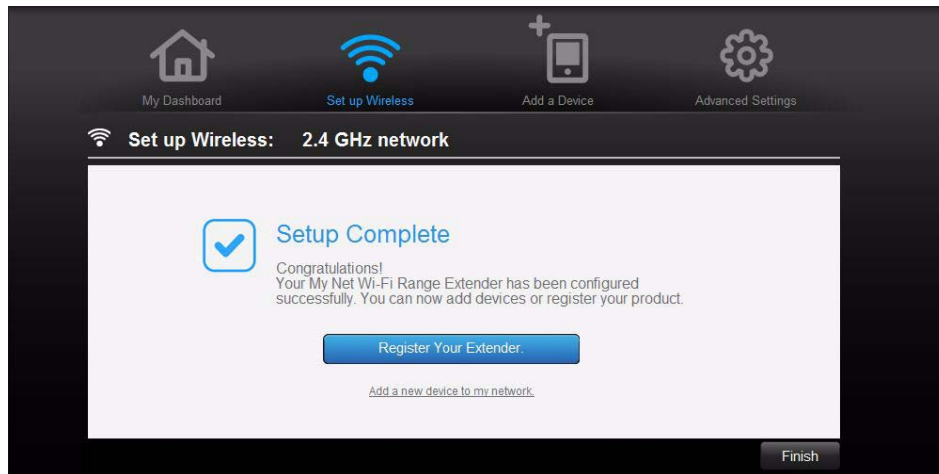 My Dashboard
Set up Wireless
Add a Device
Advanced Settings
Set up Wireless: 2.4 GHz network
Setup Complete
Congratulations!
Your My Net Wi-Fi Range Extender has been configured
successfully. You can now add devices or register your product.
Register Your Extender.
Add a new device to my network.
Finish